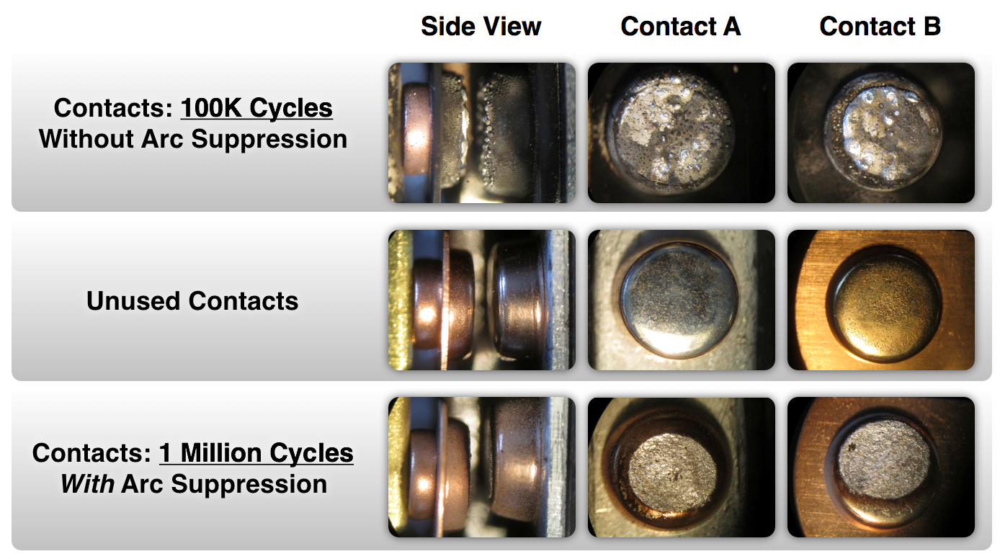 Side View
Contact A
Contact B
Contacts: 100K Cycles
Without Arc Suppression
Unused Contacts
Contacts: 1 Million Cycles
With Arc Suppression